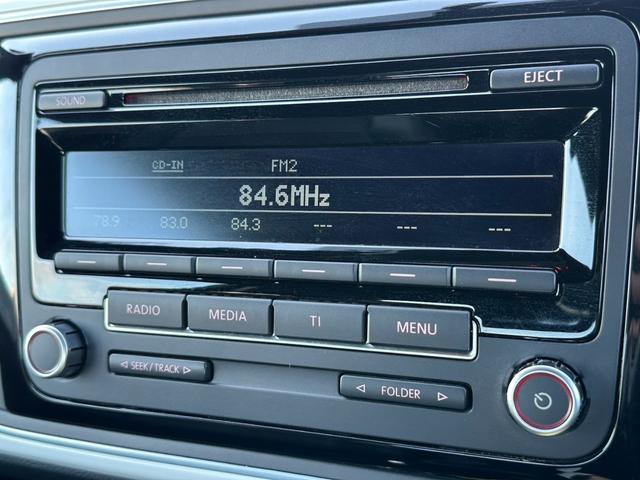 SOUND
EJECT
CD-IN FM2
84.6MHz
78.9 83.0 84.3 --- --- ---
RADIO MEDIA TI MENU
◁ SEEK/TRACK ▷
◁ FOLDER ▷